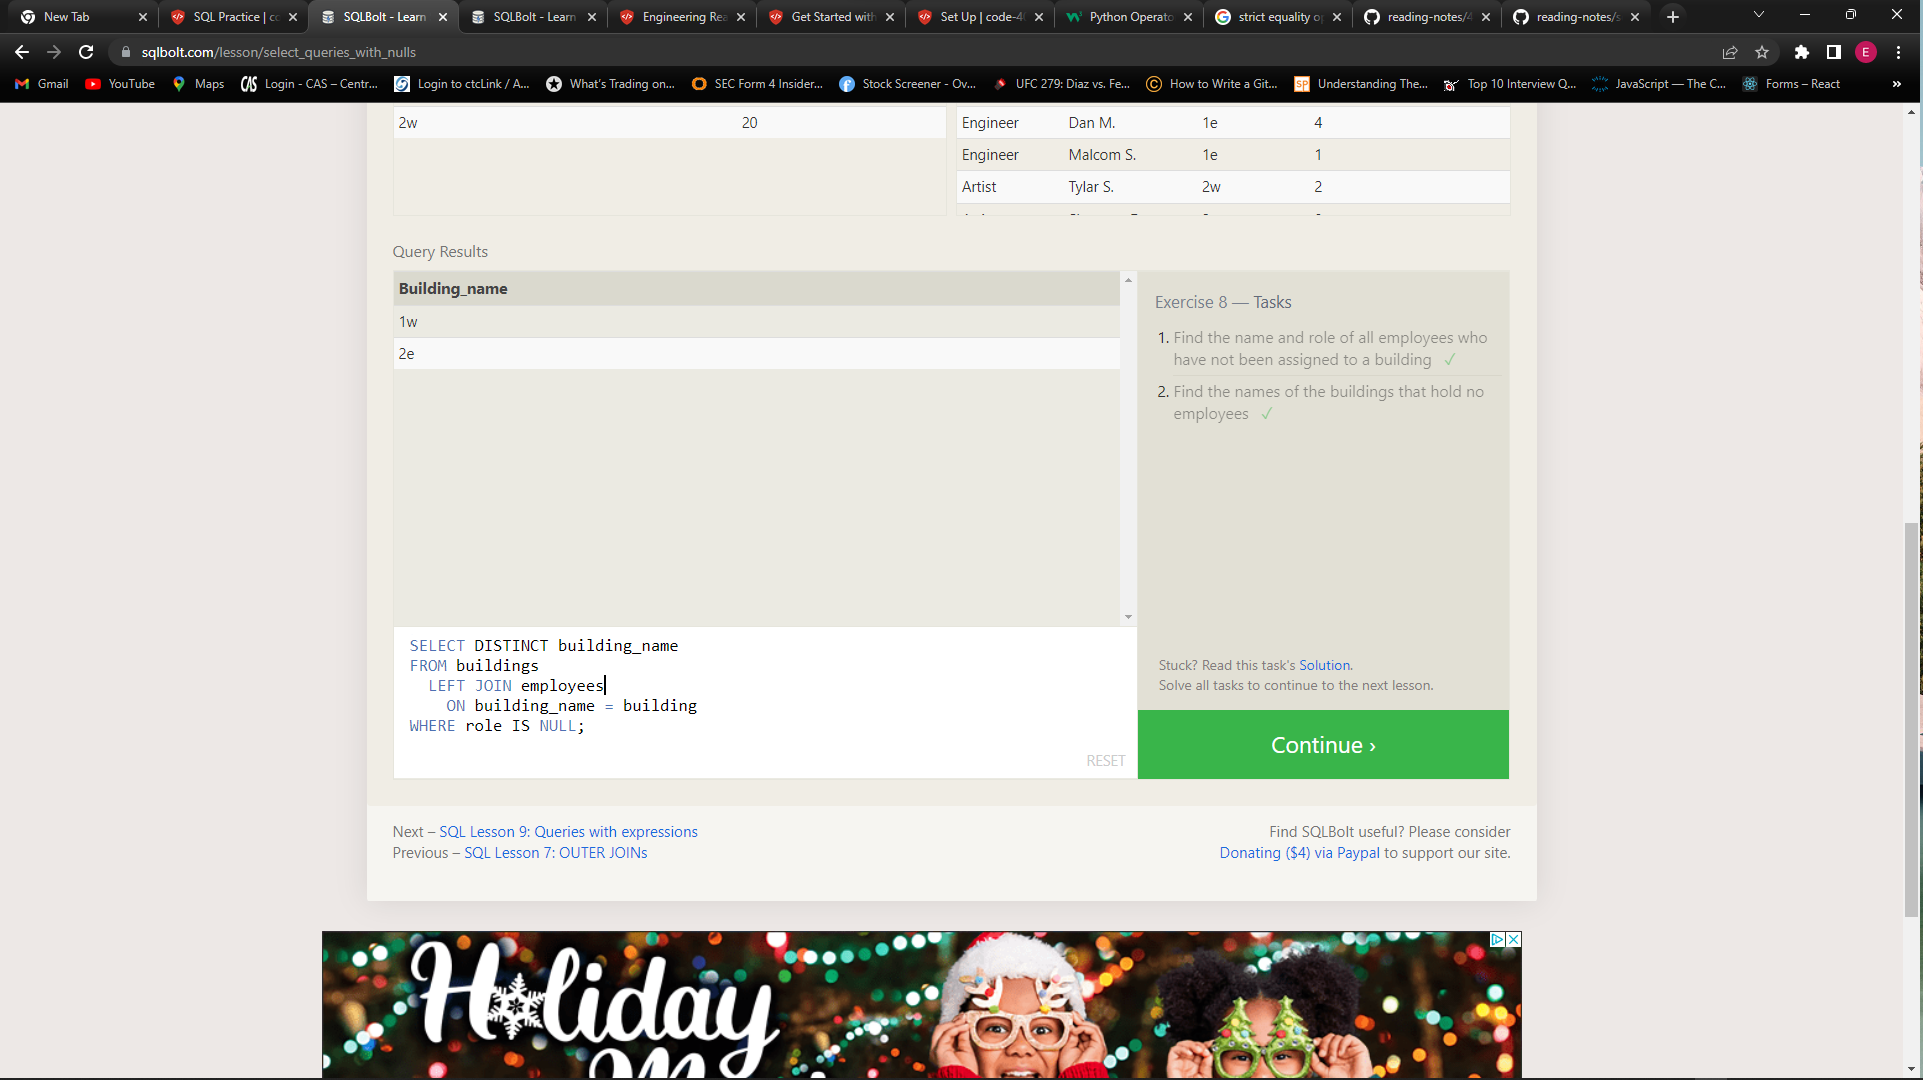 New Tab
SQL Practice | co
SQLBolt - Learn
SQLBolt - Learn
Engineering Rea
Get Started with
Set Up | code-40
Python Operato
strict equality op
reading-notes/4
reading-notes/s
sqlbolt.com/lesson/select_queries_with_nulls
E
Gmail
YouTube
Maps
Login - CAS – Centr...
Login to ctcLink / A...
What's Trading on...
SEC Form 4 Insider...
Stock Screener - Ov...
UFC 279: Diaz vs. Fe...
How to Write a Git...
Understanding The...
Top 10 Interview Q...
JavaScript — The C...
Forms – React
»
2w 20
Engineer Dan M. 1e 4
Engineer Malcom S. 1e 1
Artist Tylar S. 2w 2
Query Results
Building_name
1w
2e
Exercise 8 — Tasks
1. Find the name and role of all employees who
have not been assigned to a building ✓
2. Find the names of the buildings that hold no
employees ✓
SELECT DISTINCT building_name
FROM buildings
LEFT JOIN employees
ON building_name = building
WHERE role IS NULL;
RESET
Stuck? Read this task's Solution.
Solve all tasks to continue to the next lesson.
Continue ›
Next – SQL Lesson 9: Queries with expressions
Previous – SQL Lesson 7: OUTER JOINs
Find SQLBolt useful? Please consider
Donating ($4) via Paypal to support our site.
Holiday